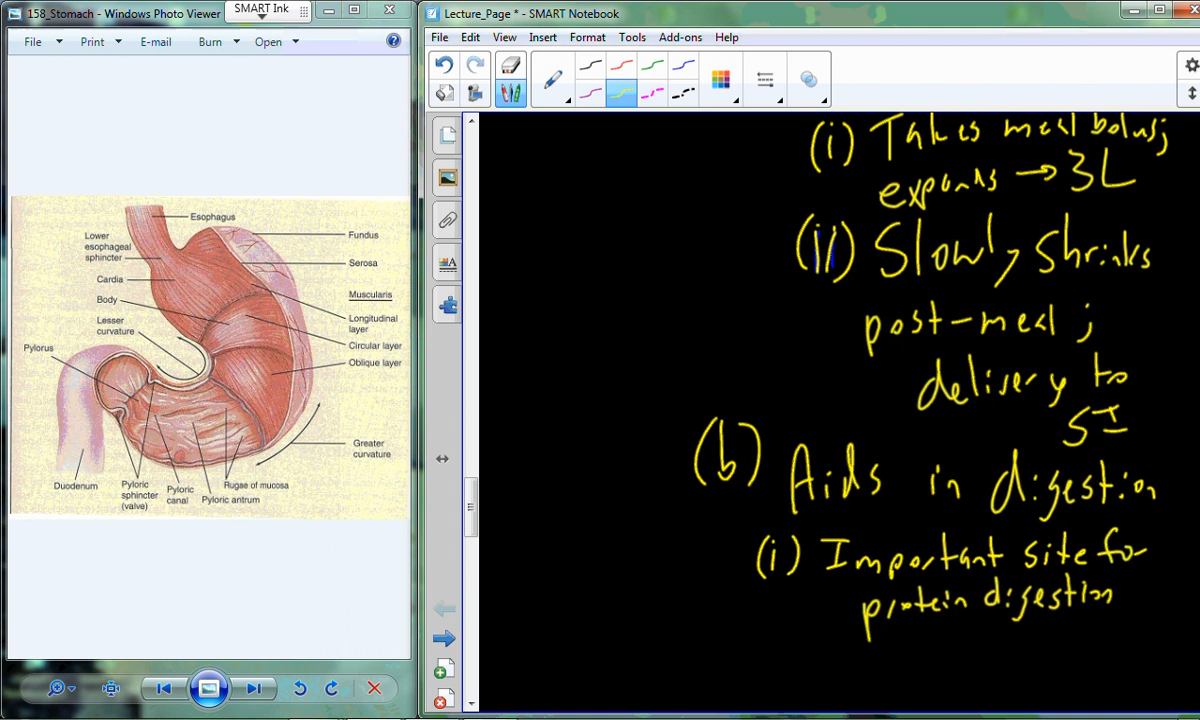 158_Stomach - Windows Photo Viewer
SMART Ink
File Print E-mail Burn Open
Esophagus
Lower
esophageal
sphincter
Fundus
Serosa
Cardia
Body
Muscularis
Lesser
curvature
Longitudinal
layer
Circular layer
Pylorus
Oblique layer
Greater
curvature
Duodenum
Pyloric
sphincter
(valve)
Pyloric
canal
Rugae of mucosa
Pyloric antrum
Lecture_Page * - SMART Notebook
File Edit View Insert Format Tools Add-ons Help
(i) Takes meal bolus;
expands → 3L
(ii) Slowly shrinks
post-meal;
delivery to
SI
(b) Aids in digestion
(i) Important site for
protein digestion